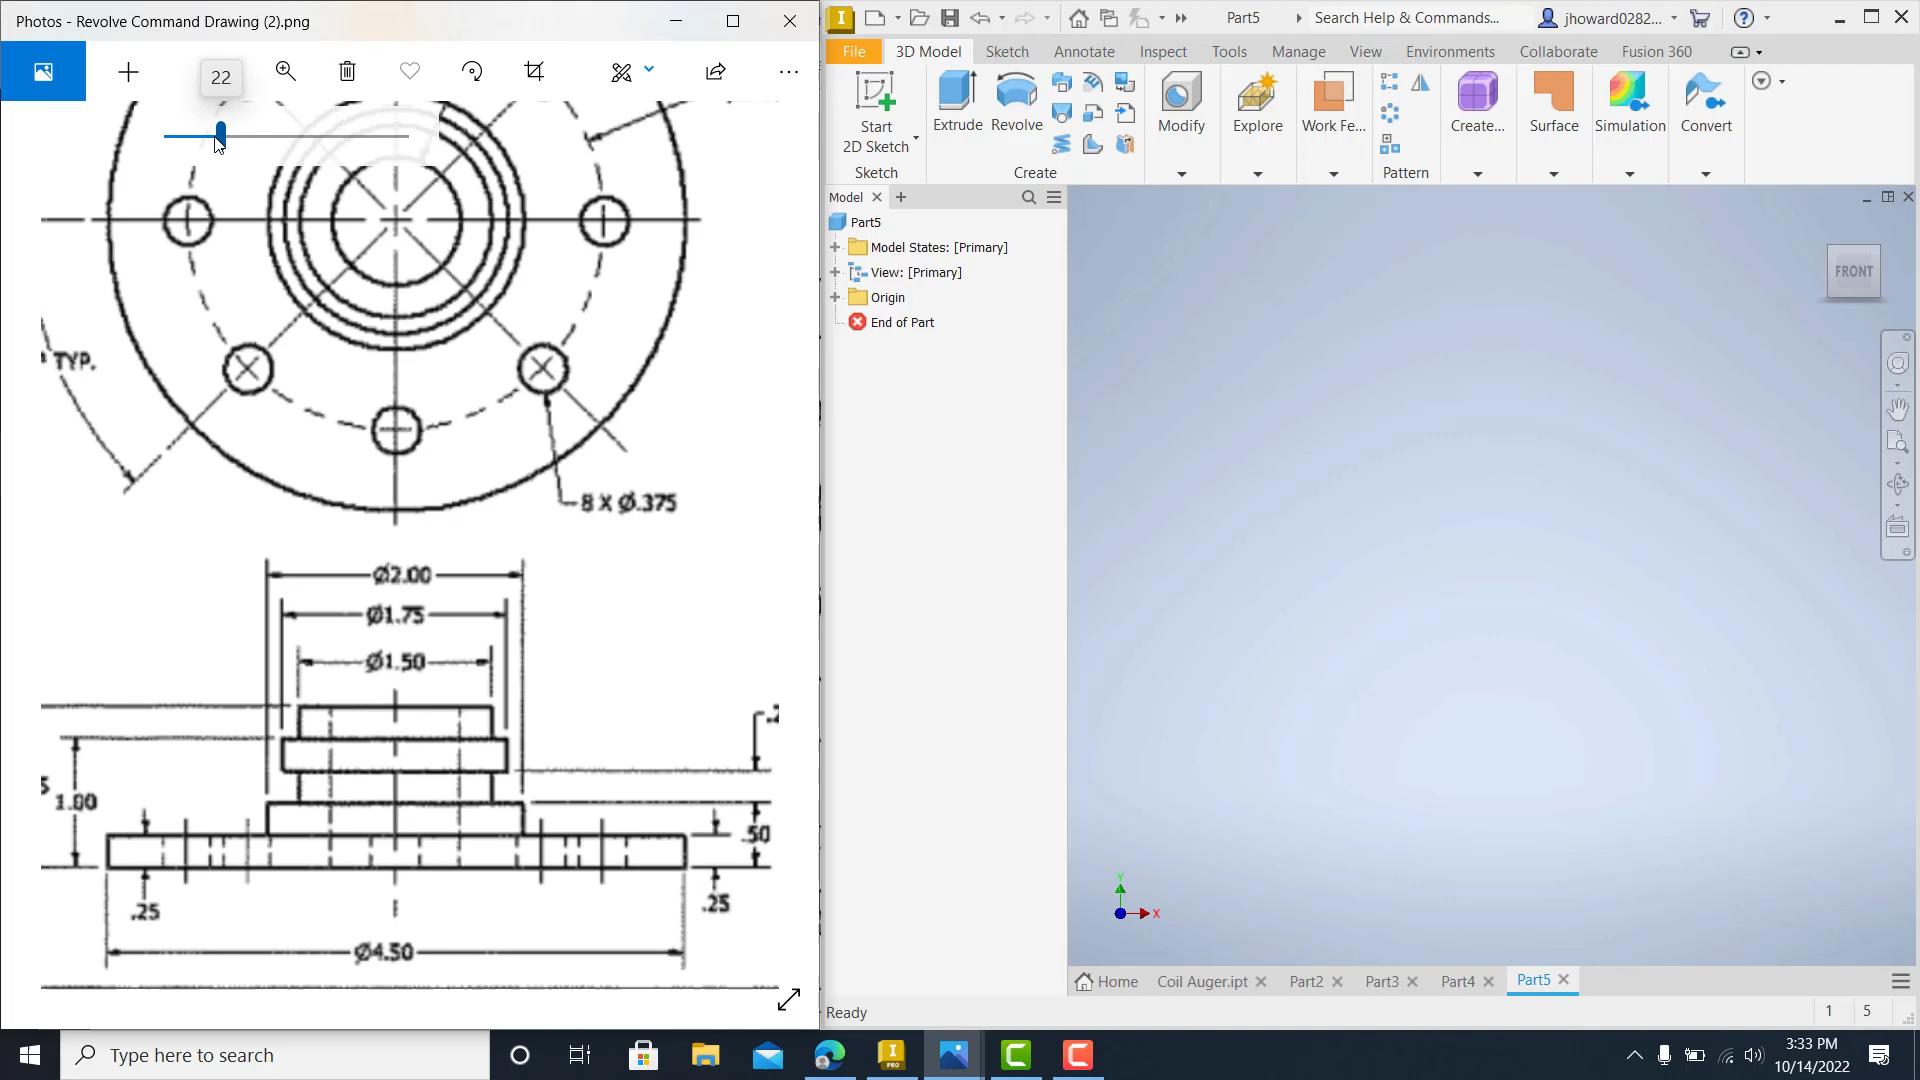 Photos - Revolve Command Drawing (2).png
22
TYP.
8 X Ø.375
Ø2.00
Ø1.75
Ø1.50
1.00
.50
.25
.25
Ø4.50
Part5
Search Help & Commands...
jhoward0282...
File
3D Model
Sketch
Annotate
Inspect
Tools
Manage
View
Environments
Collaborate
Fusion 360
Start
2D Sketch
Extrude
Revolve
Modify
Explore
Work Fe...
Create...
Surface
Simulation
Convert
Sketch
Create
Pattern
Model
Part5
Model States: [Primary]
View: [Primary]
Origin
End of Part
FRONT
Y
X
Home
Coil Auger.ipt
Part2
Part3
Part4
Part5
Ready
1
5
Type here to search
PRO
3:33 PM
10/14/2022